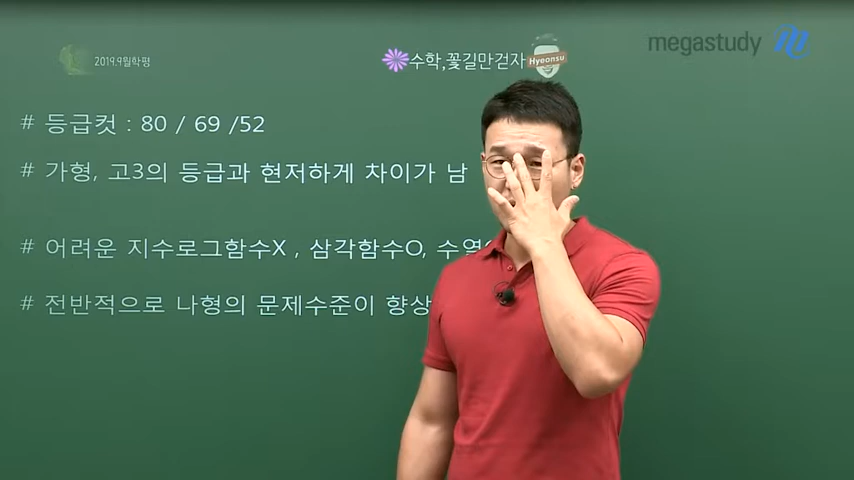 2019.9월학평
수학,꽃길만걷자
Hyeonsu
megastudy M
# 등급컷 : 80 / 69 /52
# 가형, 고3의 등급과 현저하게 차이가 남
# 어려운 지수로그함수X , 삼각함수O, 수열
# 전반적으로 나형의 문제수준이 향상